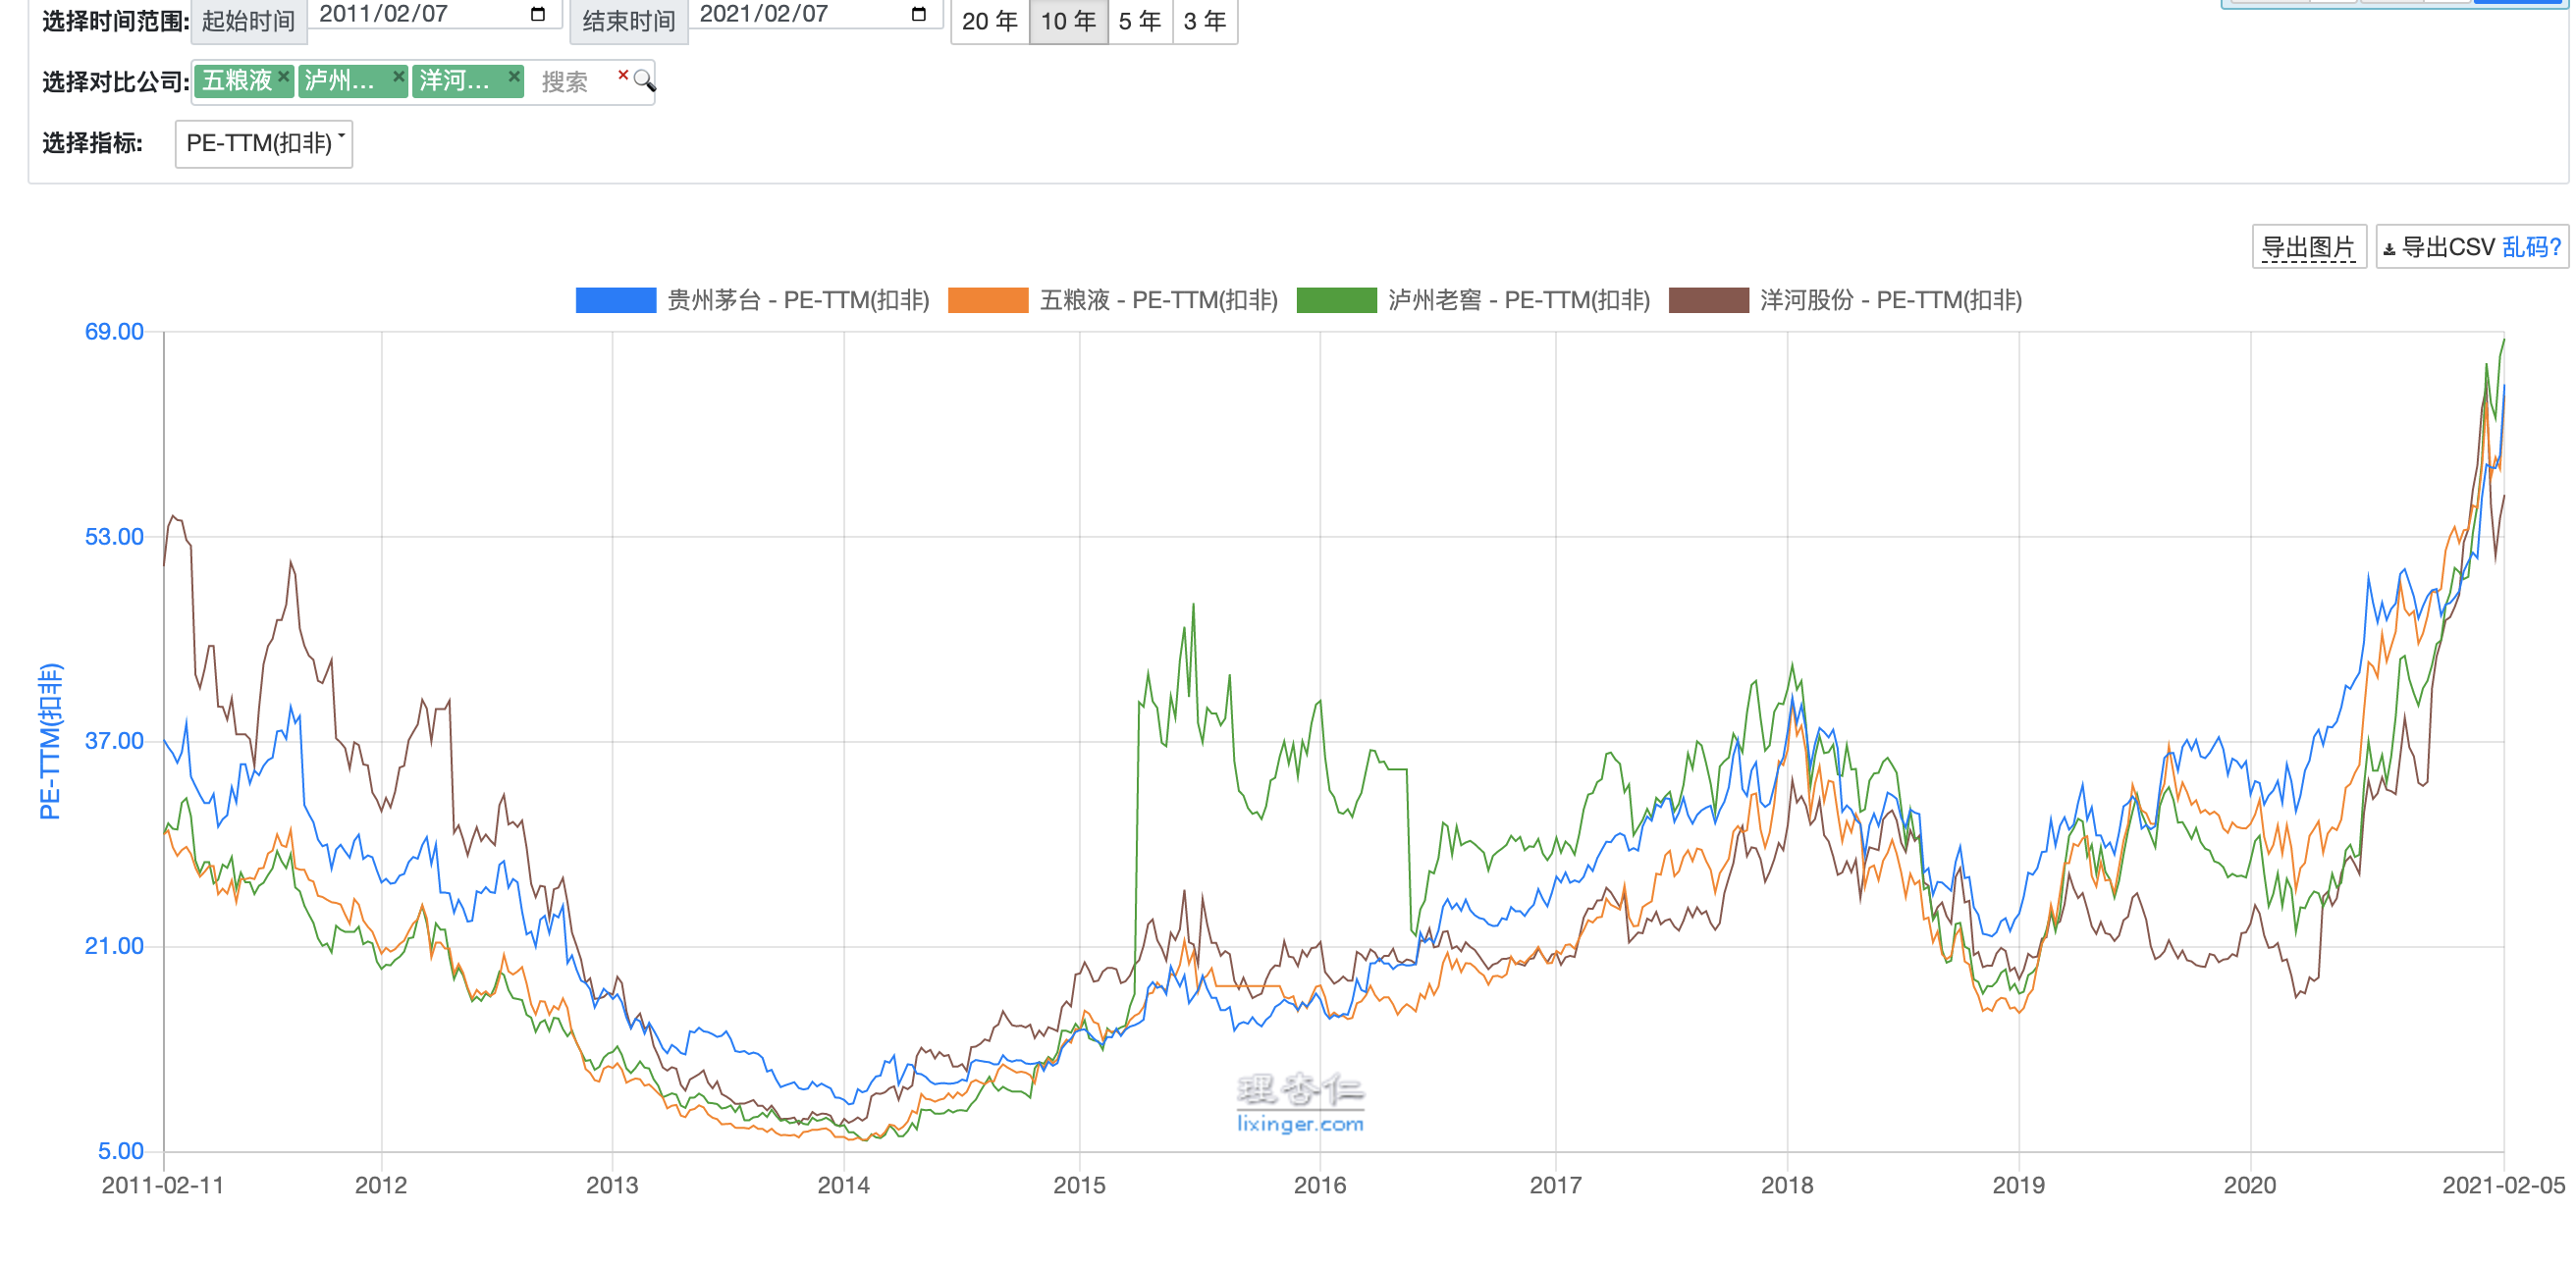 选择时间范围: 起始时间 2011/02/07 结束时间 2021/02/07 20 年 10 年 5 年 3 年
选择对比公司: 五粮液 × 泸州... × 洋河... × 搜索 ×
选择指标: PE-TTM(扣非)
导出图片 导出CSV 乱码?
贵州茅台 - PE-TTM(扣非) 五粮液 - PE-TTM(扣非) 泸州老窖 - PE-TTM(扣非) 洋河股份 - PE-TTM(扣非)
69.00
53.00
37.00
21.00
5.00
PE-TTM(扣非)
理杏仁
lixinger.com
2011-02-11 2012 2013 2014 2015 2016 2017 2018 2019 2020 2021-02-05